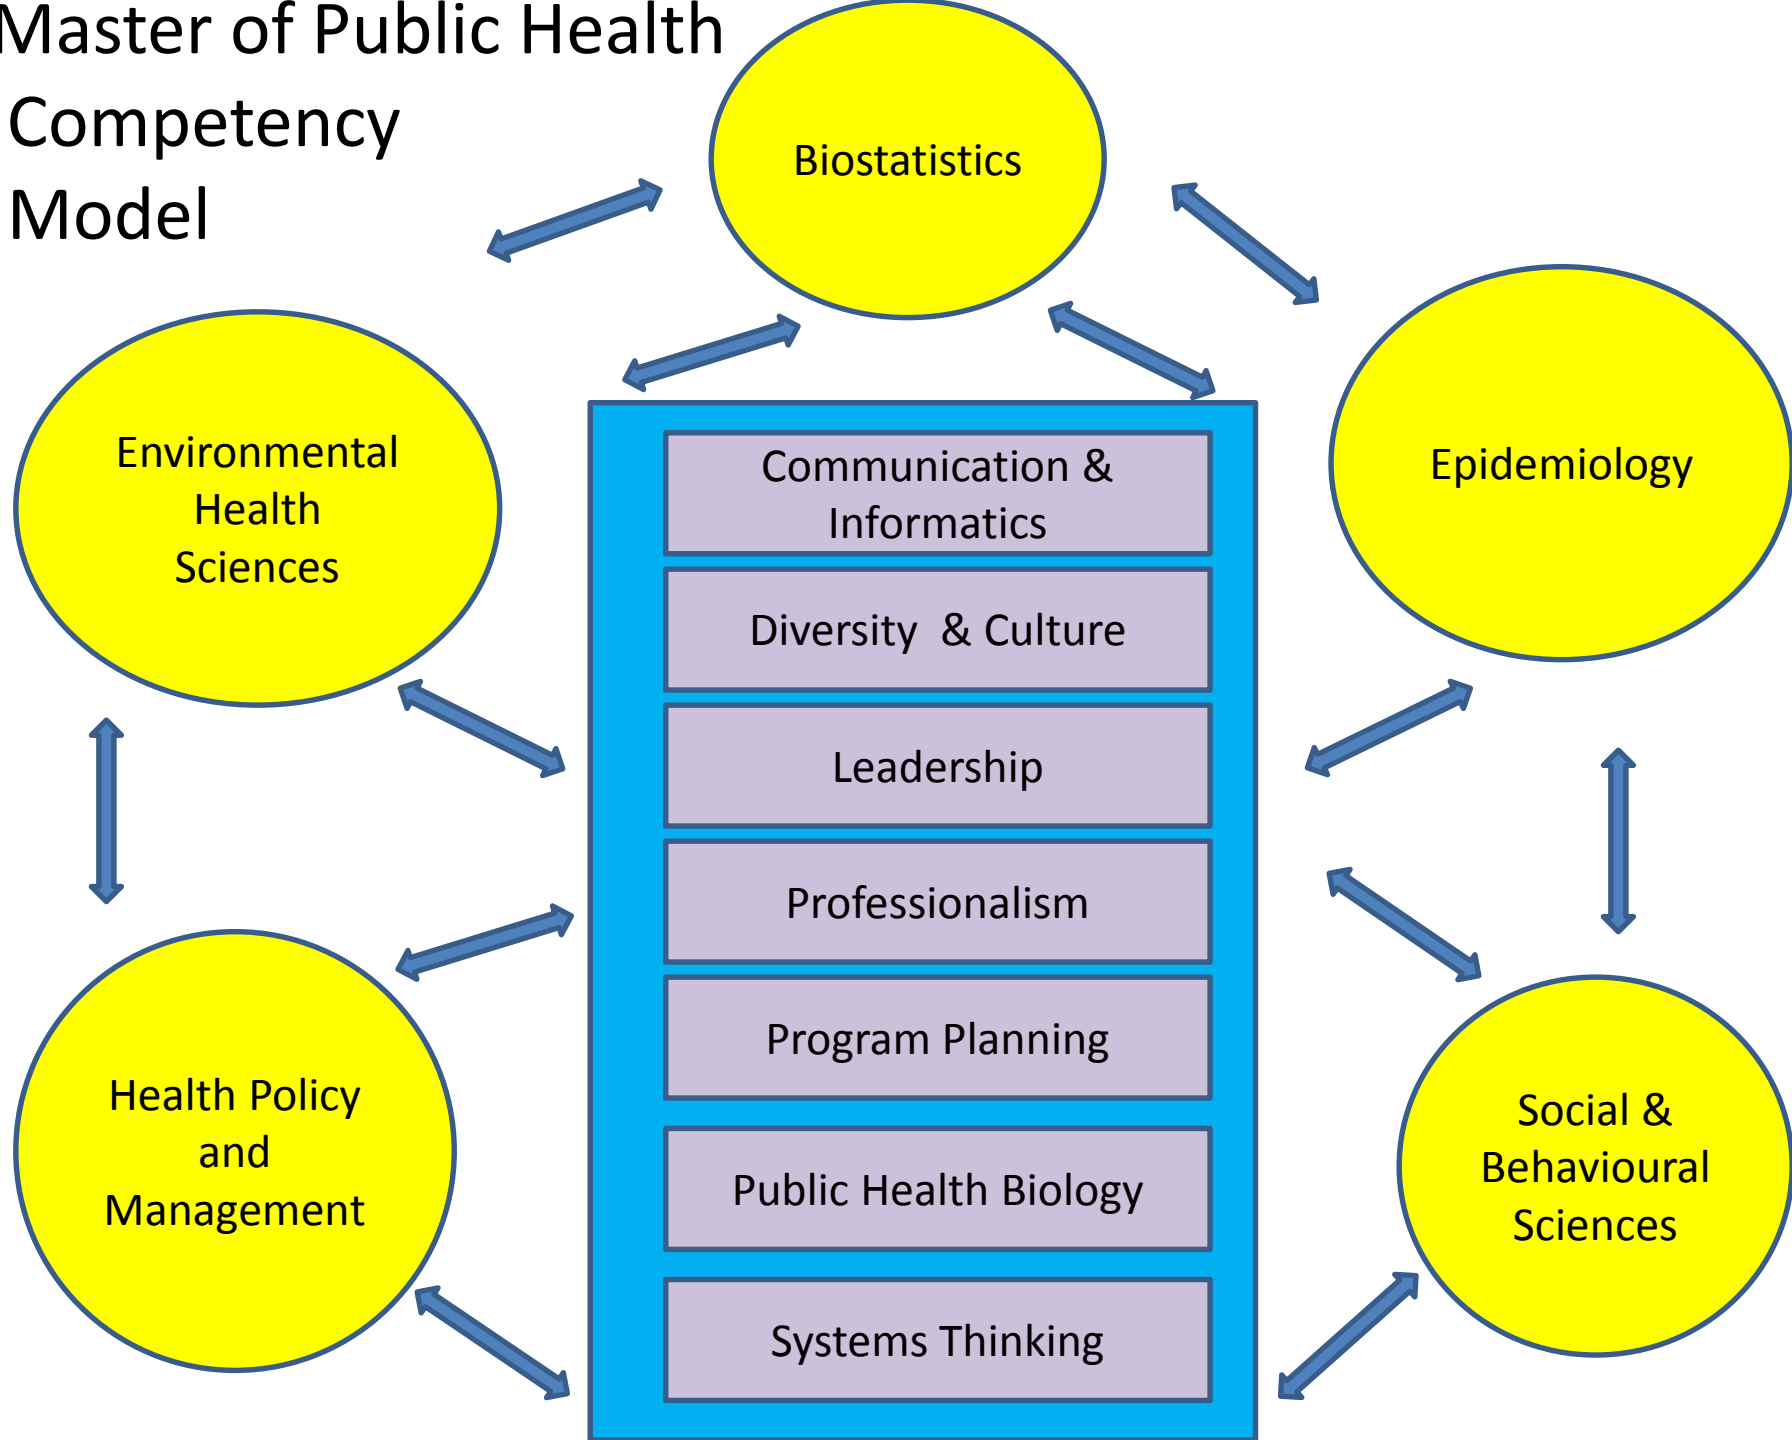 Master of Public Health
Competency
Model
Biostatistics
Environmental
Health
Sciences
Epidemiology
Communication &
Informatics
Diversity & Culture
Leadership
Professionalism
Program Planning
Public Health Biology
Systems Thinking
Health Policy
and
Management
Social &
Behavioural
Sciences